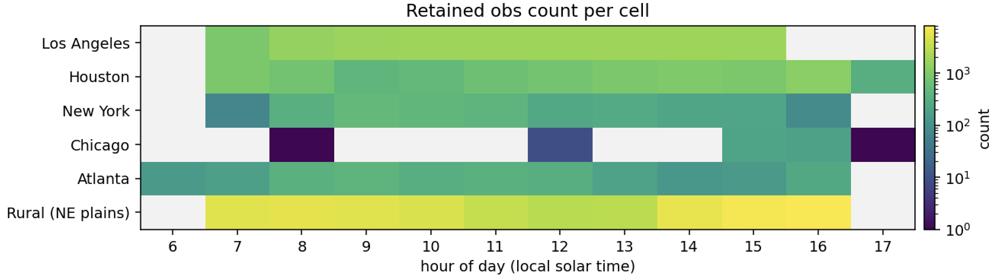 Retained obs count per cell
Los Angeles
Houston
New York
Chicago
Atlanta
Rural (NE plains)
6 7 8 9 10 11 12 13 14 15 16 17
hour of day (local solar time)
10³
10²
10¹
10⁰
count